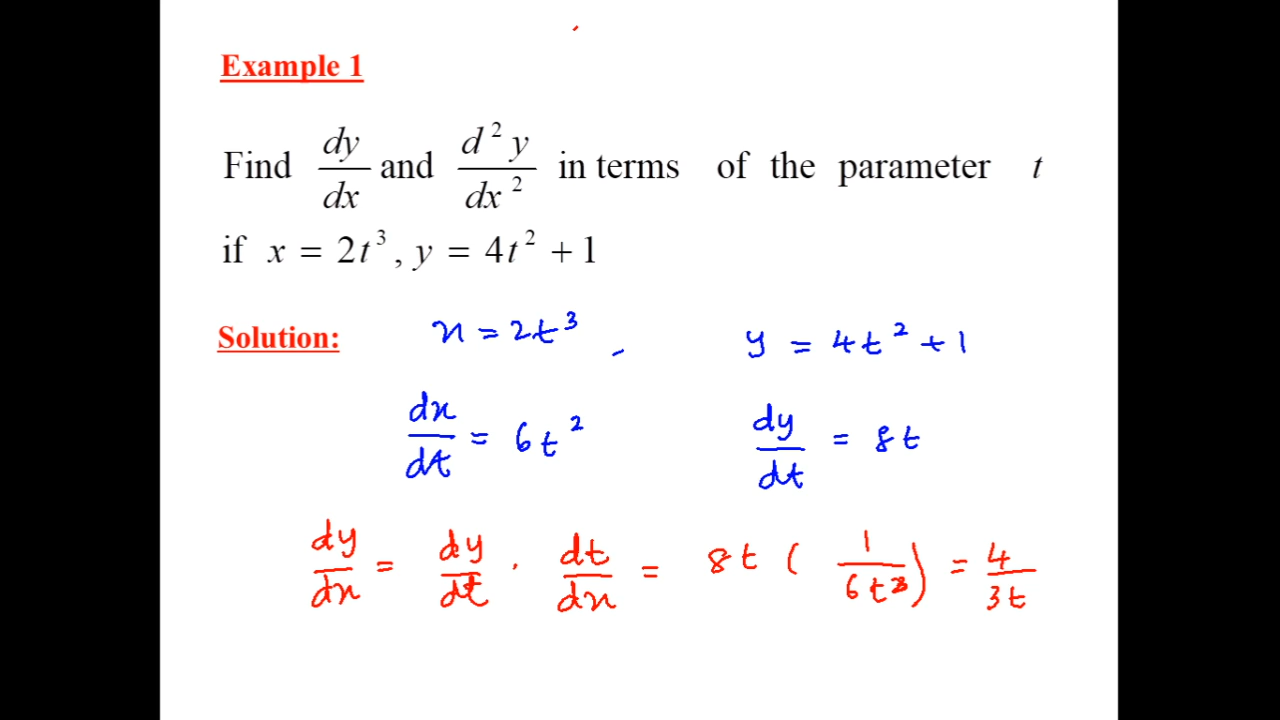 Example 1
Find dy/dx and d²y/dx² in terms of the parameter t
if x = 2t³, y = 4t² + 1
Solution: x = 2t³ , y = 4t² + 1
dx/dt = 6t² dy/dt = 8t
dy/dx = dy/dt · dt/dx = 8t (1/6t²) = 4/3t